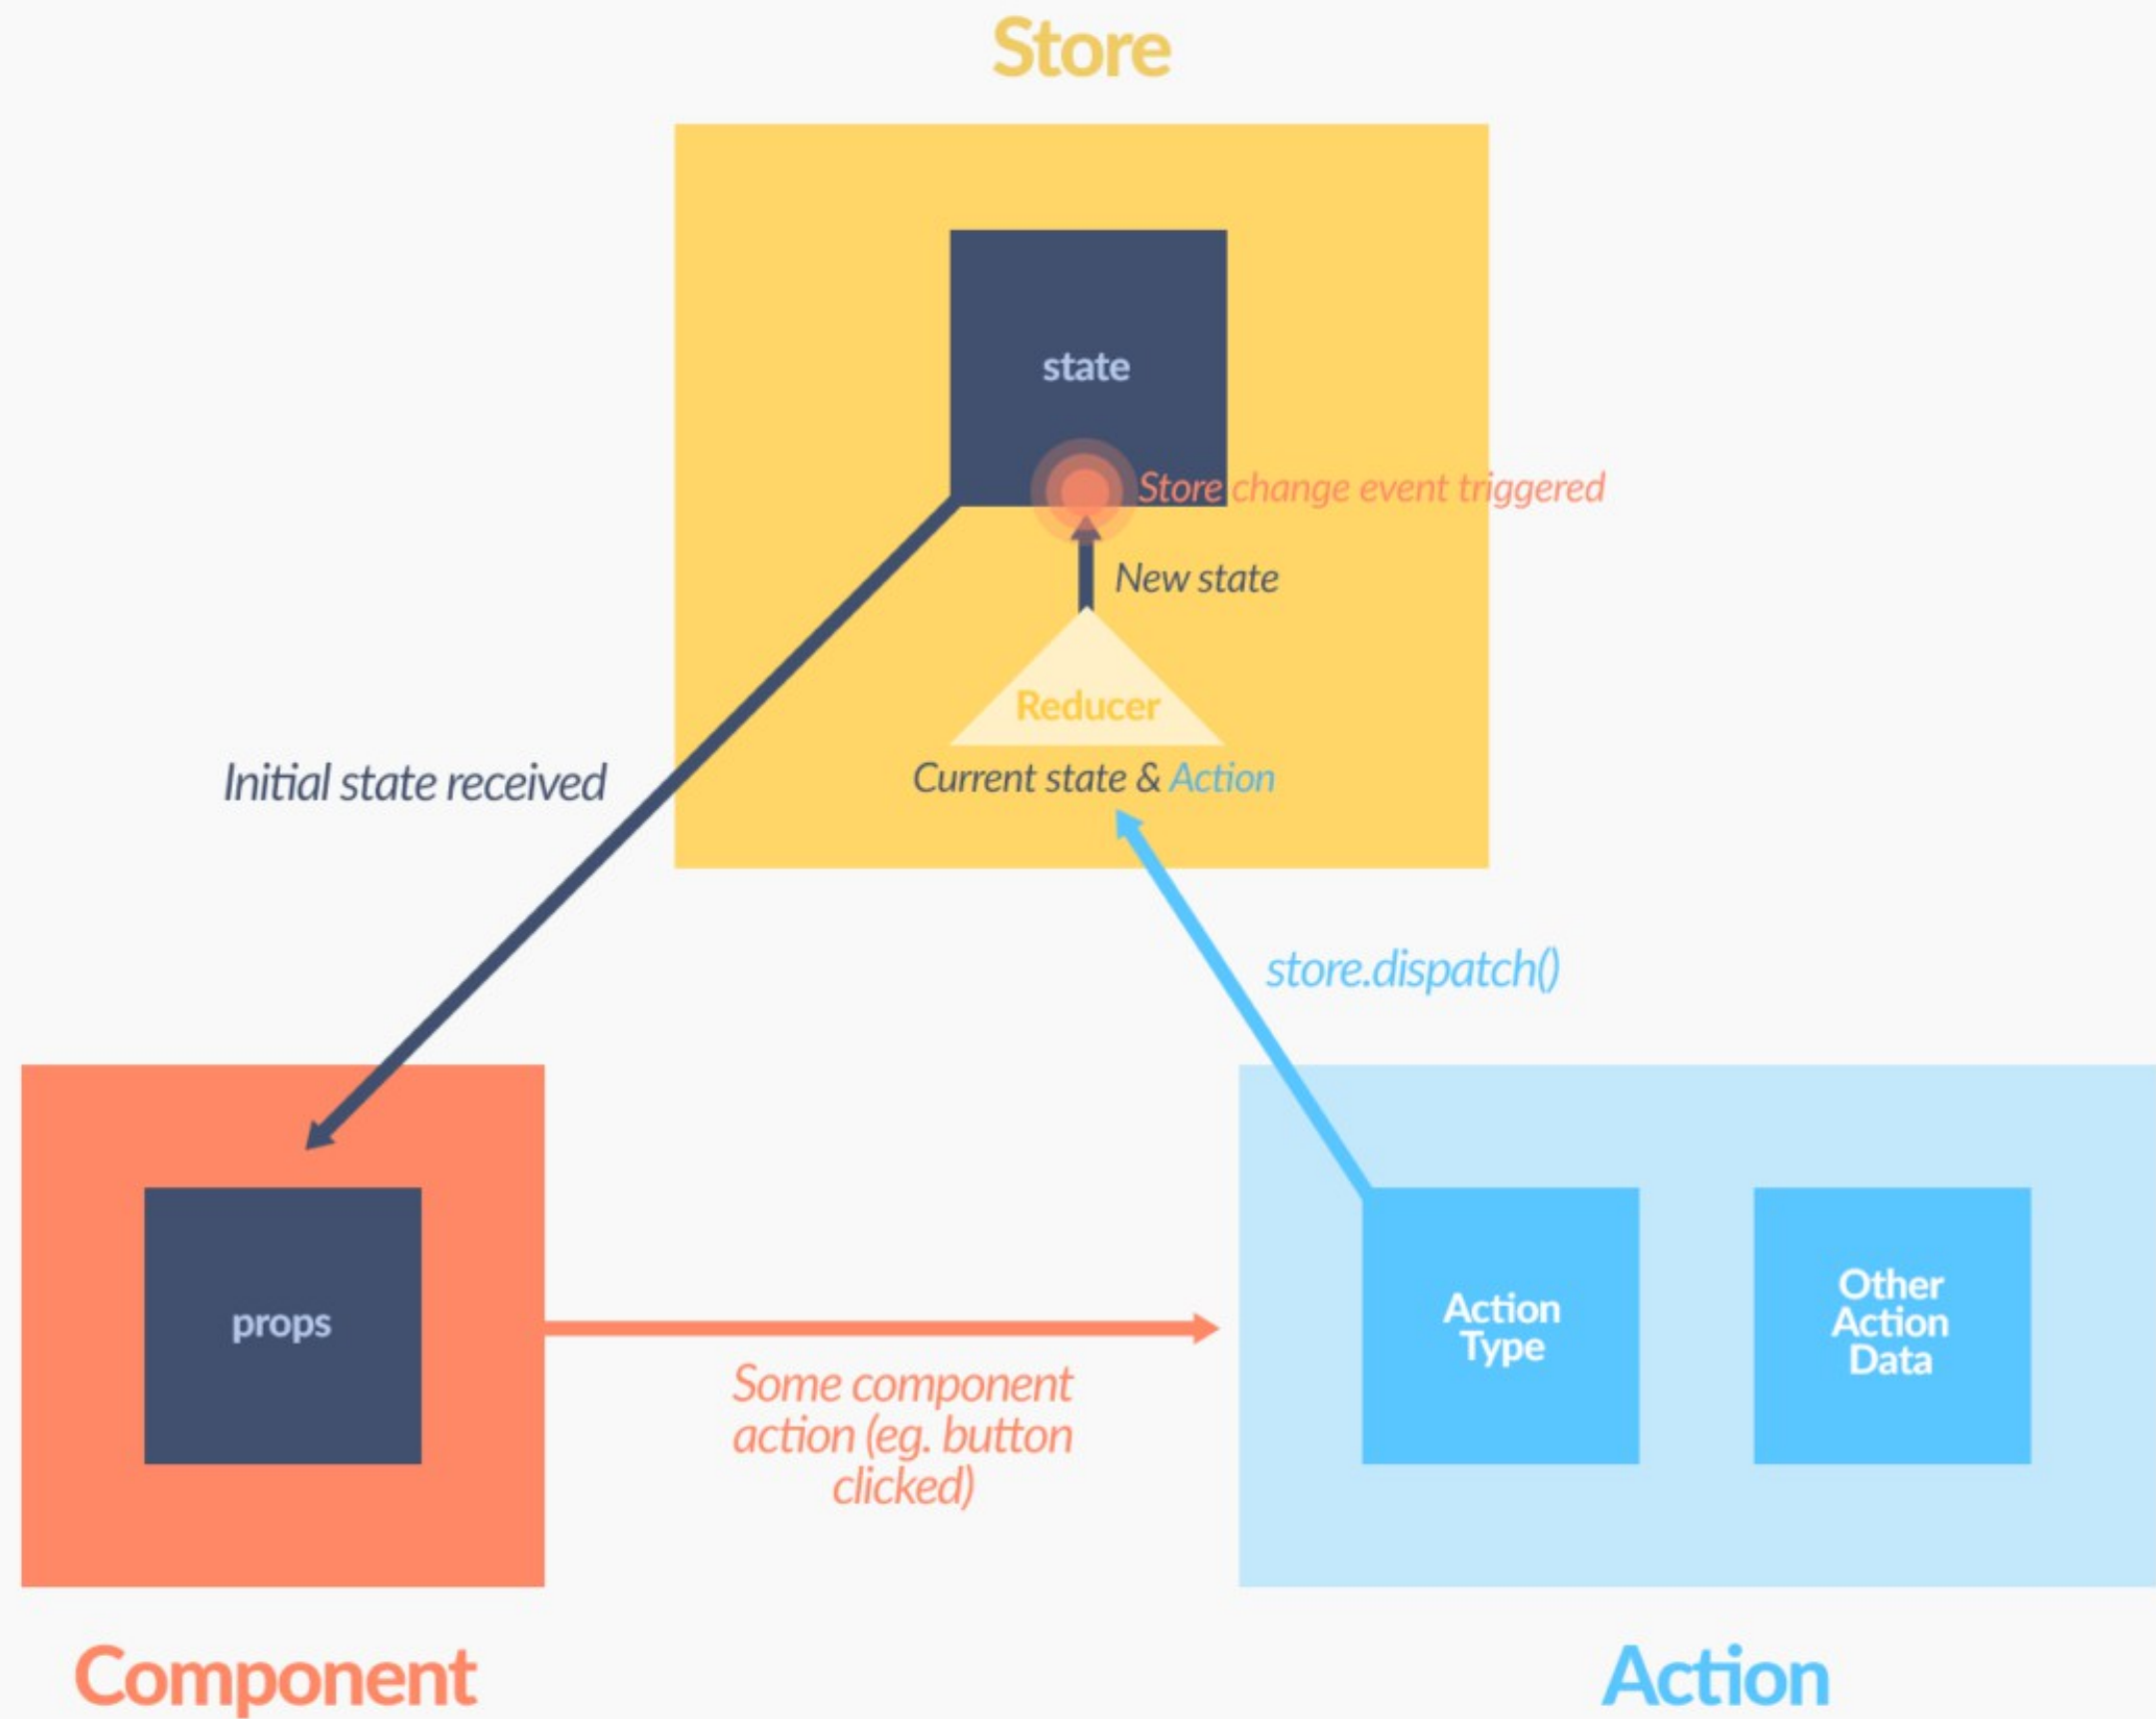 Store
state
Store change event triggered
New state
Reducer
Current state & Action
Initial state received
store.dispatch()
props
Some component
action (eg. button
clicked)
Action
Type
Other
Action
Data
Component
Action